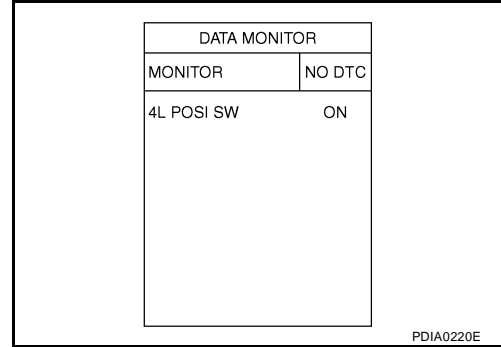 DATA MONITOR
MONITOR NO DTC
4L POSI SW ON
PDIA0220E